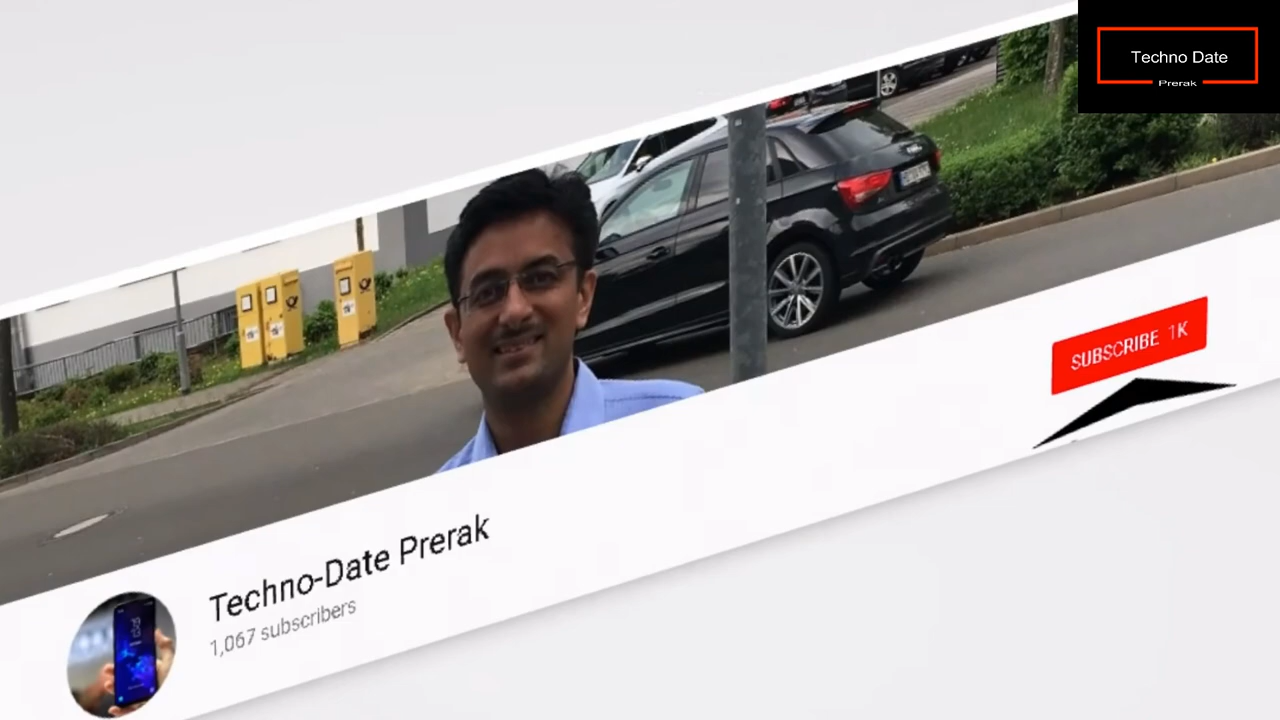 Techno Date
Prerak
SUBSCRIBE 1K
Techno-Date Prerak
1,067 subscribers